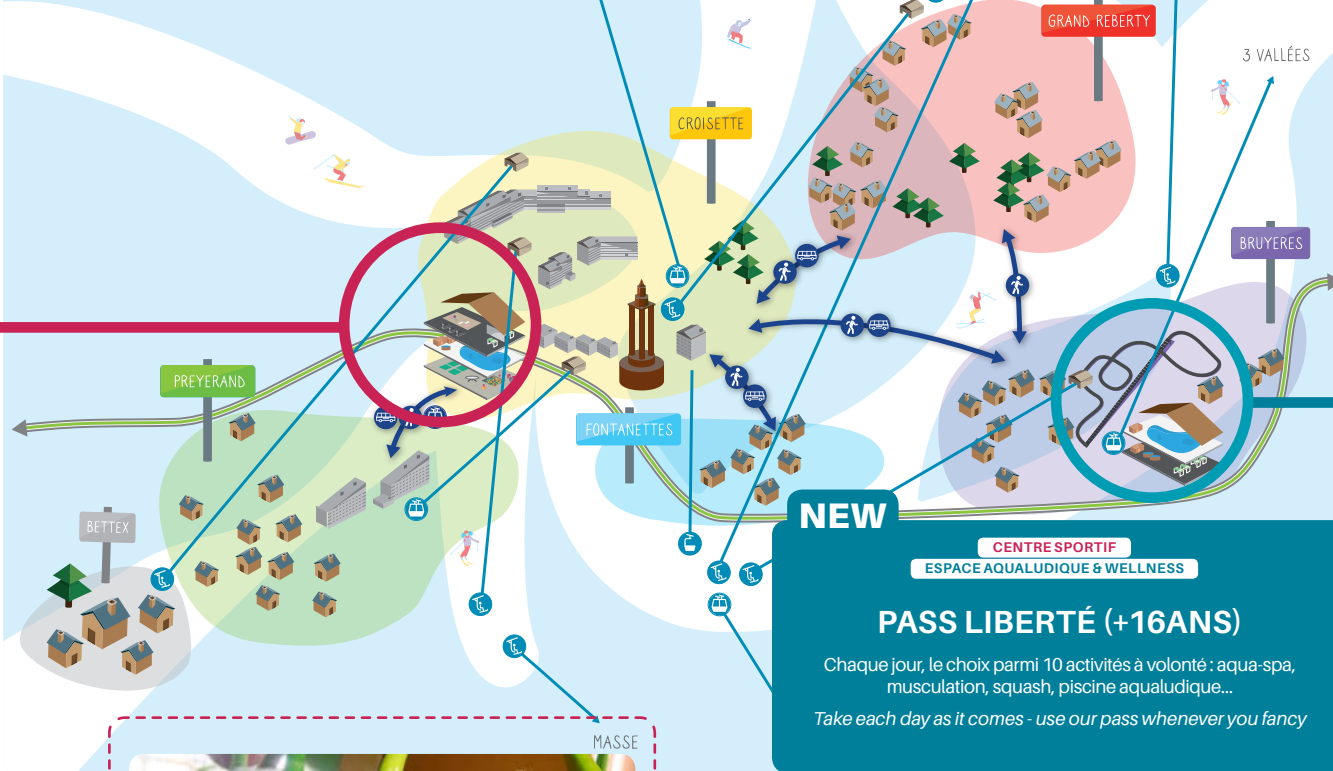 GRAND REBERTY
3 VALLÉES
CROISETTE
BRUYERES
PREYERAND
FONTANETTES
BETTEX
NEW
CENTRE SPORTIF
ESPACE AQUALUDIQUE & WELLNESS
PASS LIBERTÉ (+16ANS)
Chaque jour, le choix parmi 10 activités à volonté : aqua-spa,
musculation, squash, piscine aqualudique...
Take each day as it comes - use our pass whenever you fancy
MASSE